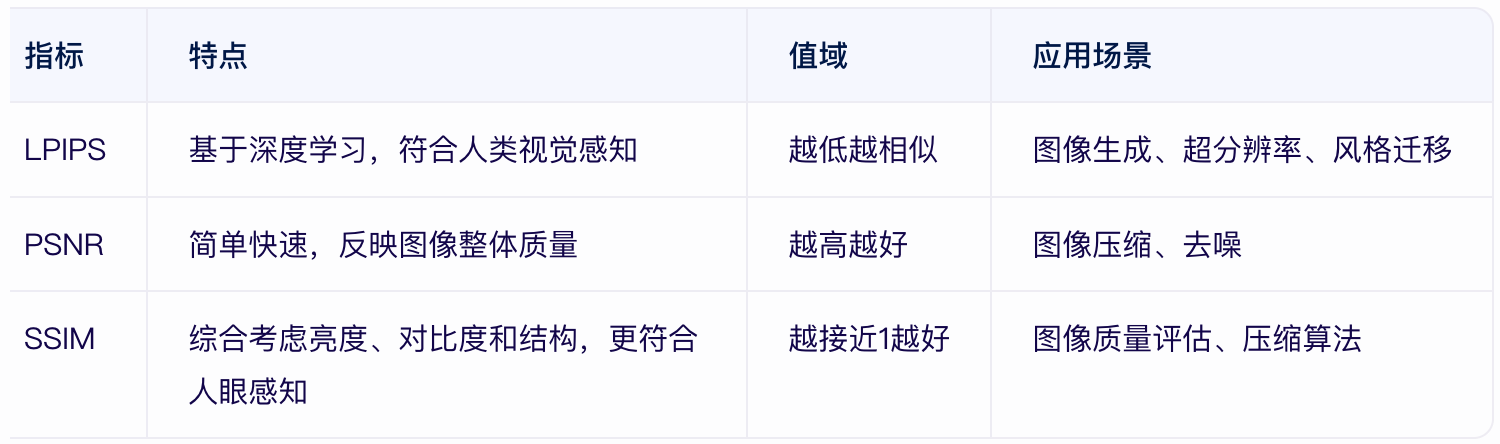 指标 特点 值域 应用场景
LPIPS 基于深度学习，符合人类视觉感知 越低越相似 图像生成、超分辨率、风格迁移
PSNR 简单快速，反映图像整体质量 越高越好 图像压缩、去噪
SSIM 综合考虑亮度、对比度和结构，更符合 越接近1越好 图像质量评估、压缩算法
人眼感知